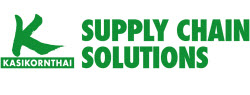 K
KASIKORNTHAI
SUPPLY CHAIN
SOLUTIONS